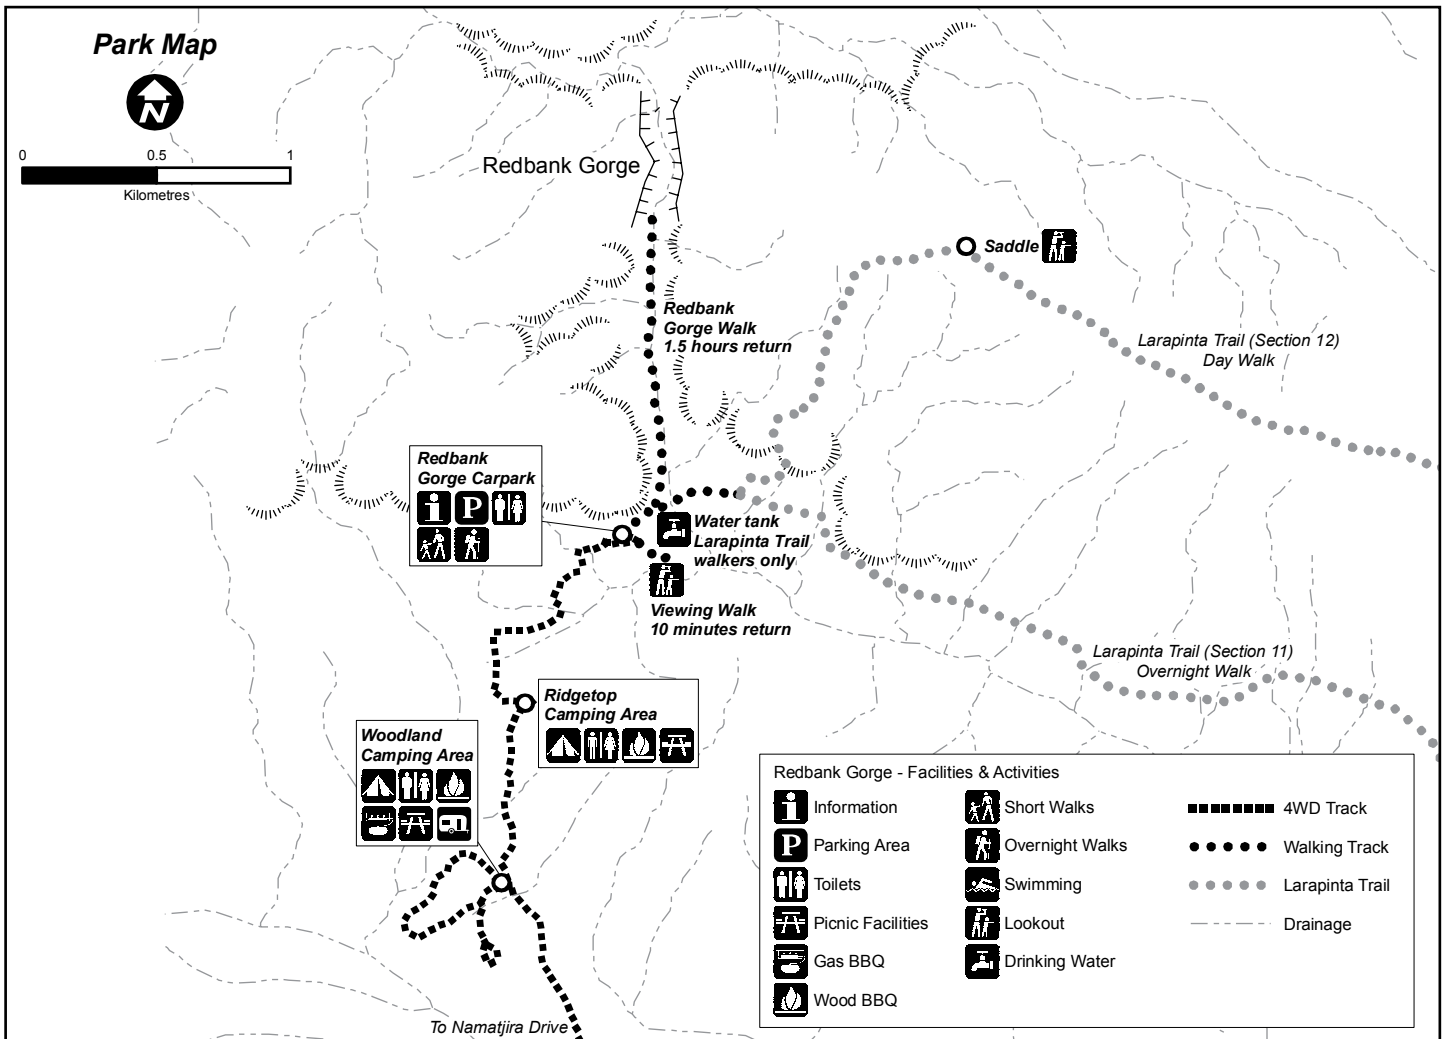 Park Map
N
0 0.5 1
Kilometres
Redbank Gorge
Saddle
Redbank
Gorge Walk
1.5 hours return
Larapinta Trail (Section 12)
Day Walk
Redbank
Gorge Carpark
i P
Water tank
Larapinta Trail
walkers only
Viewing Walk
10 minutes return
Larapinta Trail (Section 11)
Overnight Walk
Ridgetop
Camping Area
Woodland
Camping Area
To Namatjira Drive
Redbank Gorge - Facilities & Activities
i Information
P Parking Area
Toilets
Picnic Facilities
Gas BBQ
Wood BBQ
Short Walks
Overnight Walks
Swimming
Lookout
Drinking Water
4WD Track
Walking Track
Larapinta Trail
Drainage